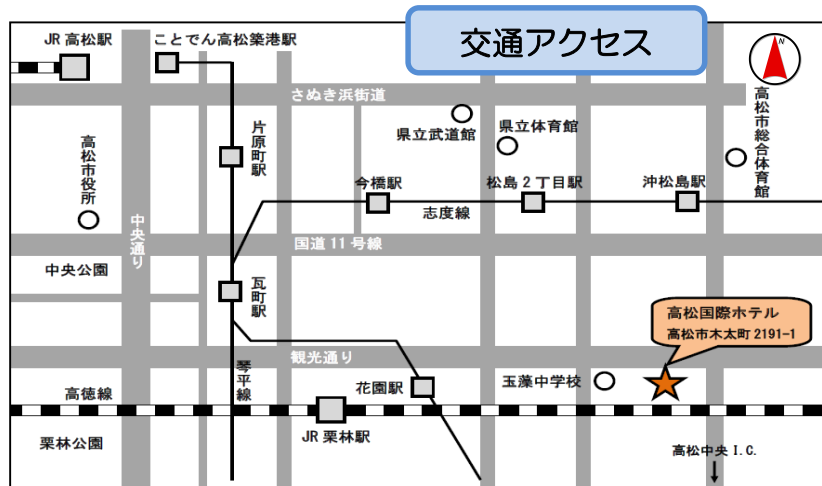 交通アクセス
JR 高松駅
ことでん高松築港駅
N
さぬき浜街道
高松市総合体育館
県立武道館
県立体育館
片原町駅
高松市役所
今橋駅
松島2丁目駅
沖松島駅
志度線
中央通り
国道11号線
中央公園
瓦町駅
高松国際ホテル
高松市木太町 2191-1
観光通り
琴平線
花園駅
玉藻中学校
高徳線
JR 栗林駅
栗林公園
高松中央 I.C.